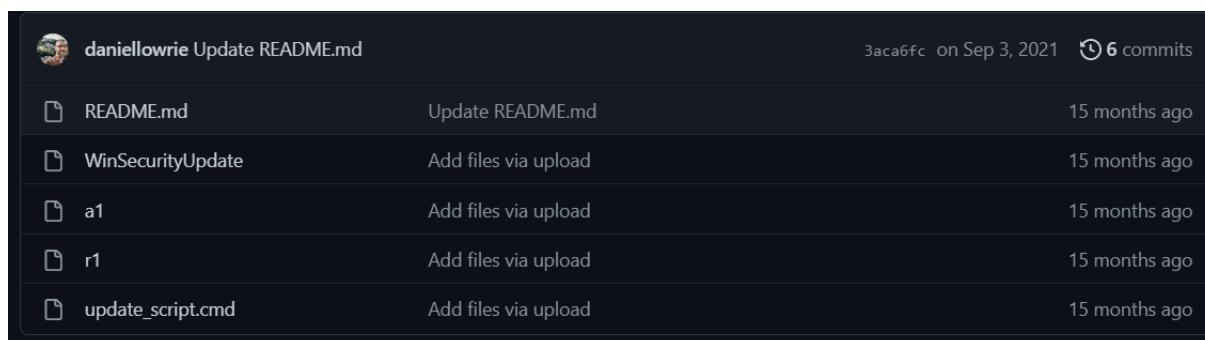 daniellowrie Update README.md 3aca6fc on Sep 3, 2021 6 commits
README.md Update README.md 15 months ago
WinSecurityUpdate Add files via upload 15 months ago
a1 Add files via upload 15 months ago
r1 Add files via upload 15 months ago
update_script.cmd Add files via upload 15 months ago